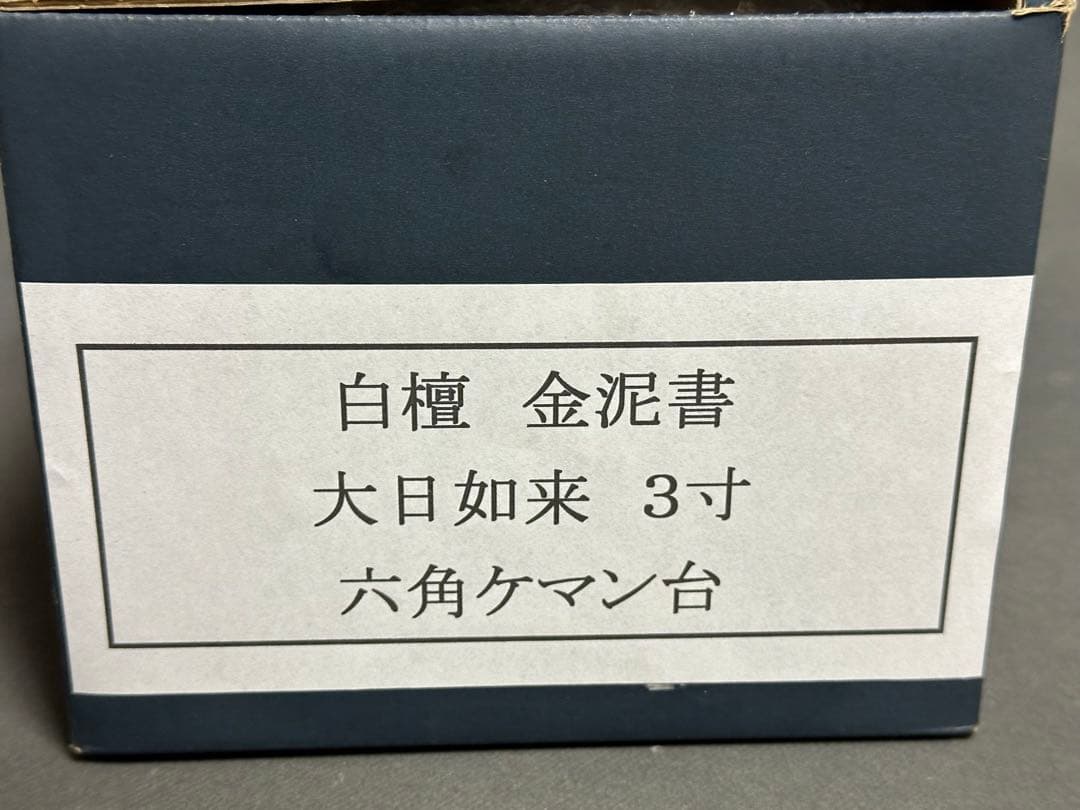 白檀　金泥書
大日如来　３寸
六角ケマン台